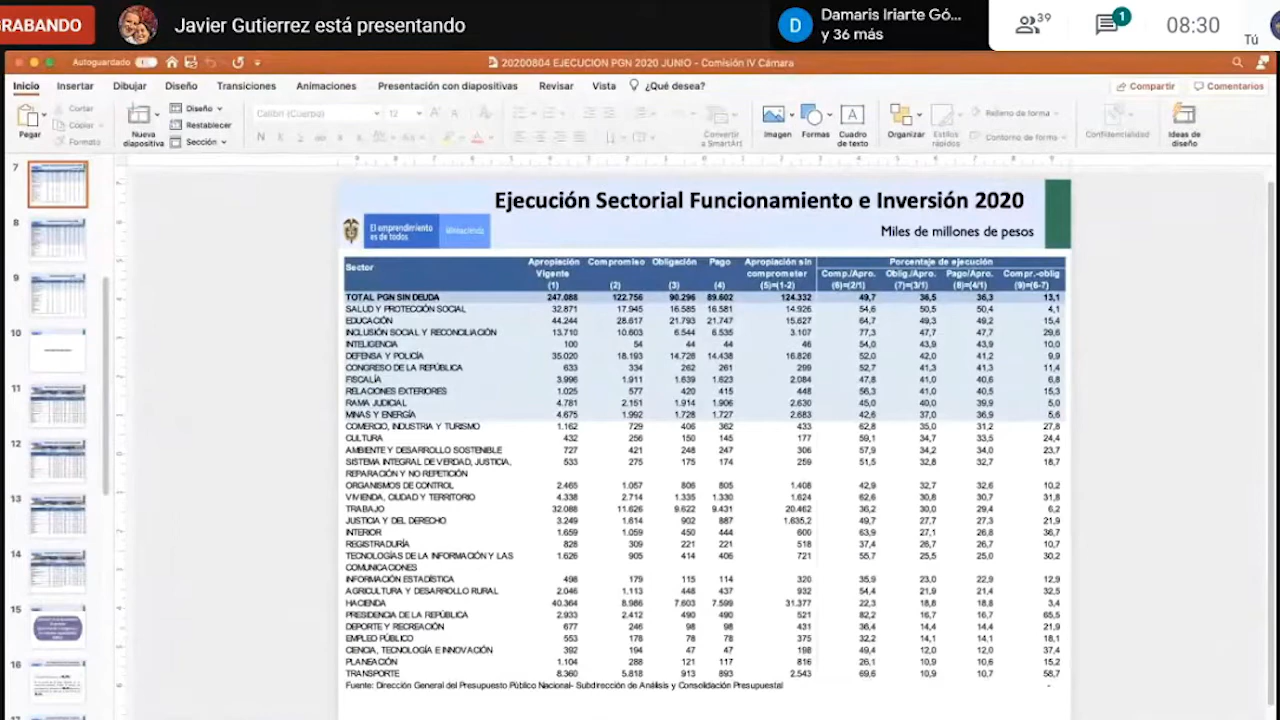 GRABANDO
Javier Gutierrez está presentando
D
Damaris Iriarte Gó...
y 36 más
39
1
08:30
Tú
Autoguardado
20200804 EJECUCION PGN 2020 JUNIO - Comisión IV Cámara
Inicio Insertar Dibujar Diseño Transiciones Animaciones Presentación con diapositivas Revisar Vista ¿Qué desea? Compartir Comentarios
Pegar
Cortar
Copiar
Formato
Nueva diapositiva
Diseño
Restablecer
Sección
Calibri (Cuerpo) 12
Convertir a SmartArt
Imagen
Formas
Cuadro de texto
Organizar
Estilos rápidos
Relleno de forma
Contorno de forma
Confidencialidad
Ideas de diseño
7
8
9
10
11
12
13
14
15
16
17
Ejecución Sectorial Funcionamiento e Inversión 2020
El emprendimiento es de todos
Minhacienda
Miles de millones de pesos
Sector Apropiación Vigente (1) Compromiso (2) Obligación (3) Pago (4) Apropiación sin comprometer (5)=(1-2) Porcentaje de ejecución
Comp./Apro. (6)=(2/1) Oblig./Apro. (7)=(3/1) Pago/Apro. (8)=(4/1) Compr.-oblig (9)=(6-7)
TOTAL PGN SIN DEUDA 247.088 122.756 90.296 89.602 124.332 49,7 36,5 36,3 13,1
SALUD Y PROTECCIÓN SOCIAL 32.871 17.945 16.585 16.581 14.926 54,6 50,5 50,4 4,1
EDUCACIÓN 44.244 28.617 21.793 21.747 15.627 64,7 49,3 49,2 15,4
INCLUSIÓN SOCIAL Y RECONCILIACIÓN 13.710 10.603 6.544 6.535 3.107 77,3 47,7 47,7 29,6
INTELIGENCIA 100 54 44 44 46 54,0 43,9 43,9 10,0
DEFENSA Y POLICÍA 35.020 18.193 14.728 14.438 16.826 52,0 42,0 41,2 9,9
CONGRESO DE LA REPÚBLICA 633 334 262 261 299 52,7 41,3 41,3 11,4
FISCALÍA 3.996 1.911 1.639 1.623 2.084 47,8 41,0 40,6 6,8
RELACIONES EXTERIORES 1.025 577 420 415 448 56,3 41,0 40,5 15,3
RAMA JUDICIAL 4.781 2.151 1.914 1.906 2.630 45,0 40,0 39,9 5,0
MINAS Y ENERGÍA 4.675 1.992 1.728 1.727 2.683 42,6 37,0 36,9 5,6
COMERCIO, INDUSTRIA Y TURISMO 1.162 729 406 362 433 62,8 35,0 31,2 27,8
CULTURA 432 256 150 145 177 59,1 34,7 33,5 24,4
AMBIENTE Y DESARROLLO SOSTENIBLE 727 421 248 247 306 57,9 34,2 34,0 23,7
SISTEMA INTEGRAL DE VERDAD, JUSTICIA, 533 275 175 174 259 51,5 32,8 32,7 18,7
REPARACIÓN Y NO REPETICIÓN
ORGANISMOS DE CONTROL 2.465 1.057 806 805 1.408 42,9 32,7 32,6 10,2
VIVIENDA, CIUDAD Y TERRITORIO 4.338 2.714 1.335 1.330 1.624 62,6 30,8 30,7 31,8
TRABAJO 32.088 11.626 9.622 9.431 20.462 36,2 30,0 29,4 6,2
JUSTICIA Y DEL DERECHO 3.249 1.614 902 887 1.635,2 49,7 27,7 27,3 21,9
INTERIOR 1.659 1.059 450 444 600 63,9 27,1 26,8 36,7
REGISTRADURÍA 828 309 221 221 518 37,4 26,7 26,7 10,7
TECNOLOGÍAS DE LA INFORMACIÓN Y LAS 1.626 905 414 406 721 55,7 25,5 25,0 30,2
COMUNICACIONES
INFORMACIÓN ESTADÍSTICA 498 179 115 114 320 35,9 23,0 22,9 12,9
AGRICULTURA Y DESARROLLO RURAL 2.046 1.113 448 437 932 54,4 21,9 21,4 32,5
HACIENDA 40.364 8.986 7.603 7.599 31.377 22,3 18,8 18,8 3,4
PRESIDENCIA DE LA REPÚBLICA 2.933 2.412 490 490 521 82,2 16,7 16,7 65,5
DEPORTE Y RECREACIÓN 677 246 98 98 431 36,4 14,4 14,4 21,9
EMPLEO PÚBLICO 553 178 78 78 375 32,2 14,1 14,1 18,1
CIENCIA, TECNOLOGÍA E INNOVACIÓN 392 194 47 47 198 49,4 12,0 12,0 37,4
PLANEACIÓN 1.104 288 121 117 816 26,1 10,9 10,6 15,2
TRANSPORTE 8.360 5.818 913 893 2.543 69,6 10,9 10,7 58,7
Fuente: Dirección General del Presupuesto Público Nacional- Subdirección de Análisis y Consolidación Presupuestal -